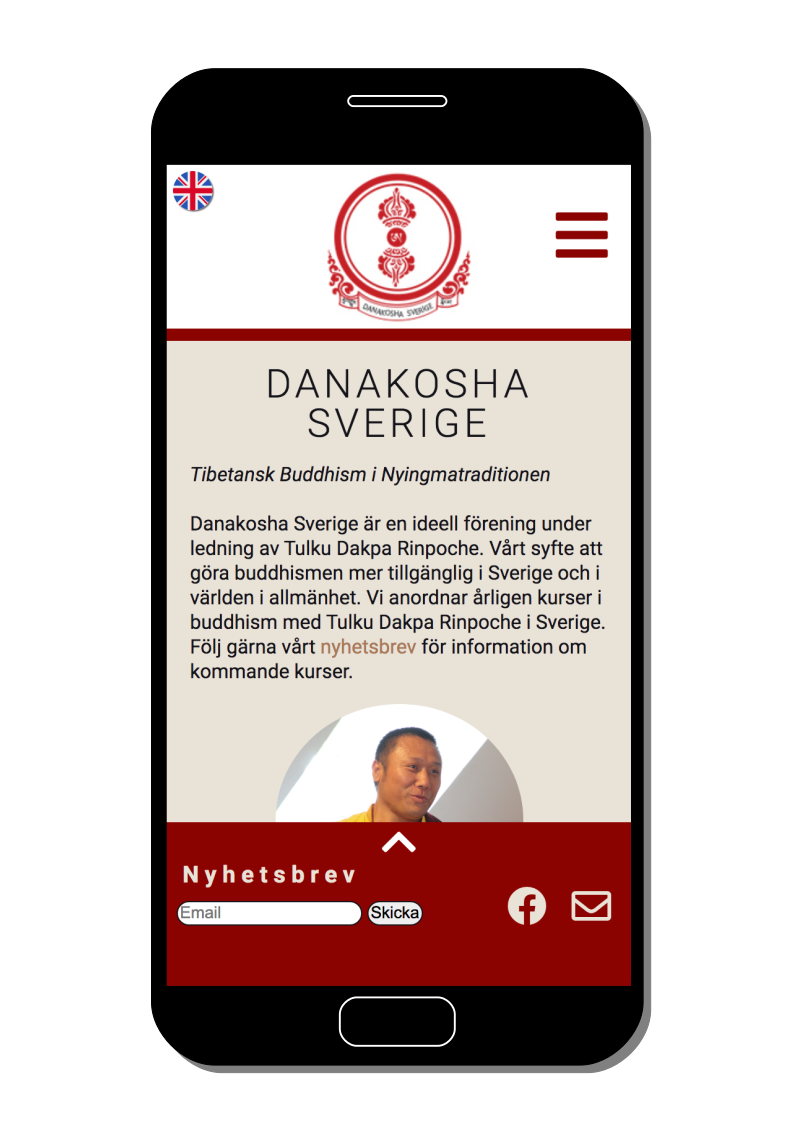 DANAKOSHA SVERIGE
DANAKOSHA
SVERIGE
Tibetansk Buddhism i Nyingmatraditionen
Danakosha Sverige är en ideell förening under
ledning av Tulku Dakpa Rinpoche. Vårt syfte att
göra buddhismen mer tillgänglig i Sverige och i
världen i allmänhet. Vi anordnar årligen kurser i
buddhism med Tulku Dakpa Rinpoche i Sverige.
Följ gärna vårt nyhetsbrev för information om
kommande kurser.
Nyhetsbrev
Email Skicka